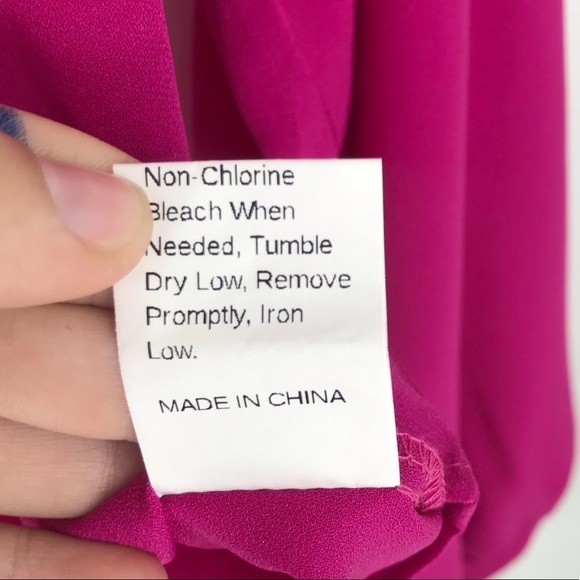 Non-Chlorine
Bleach When
Needed, Tumble
Dry Low, Remove
Promptly, Iron
Low.
MADE IN CHINA